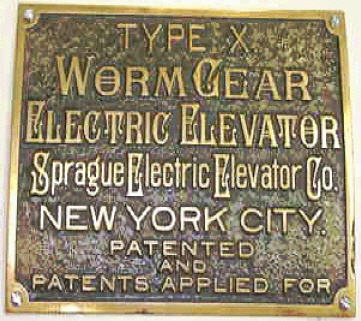 TYPE X
WORM GEAR
ELECTRIC ELEVATOR
Sprague Electric Elevator Co.
NEW YORK CITY.
PATENTED
AND
PATENTS APPLIED FOR